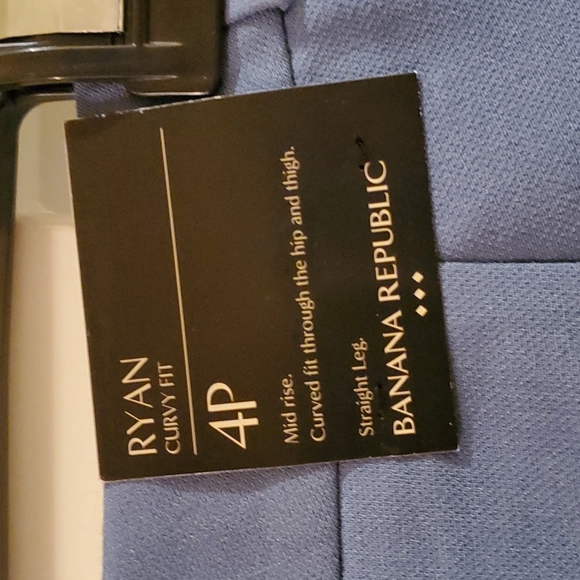 RYAN
CURVY FIT
4P
Mid rise.
Curved fit through the hip and thigh.
Straight Leg.
BANANA REPUBLIC